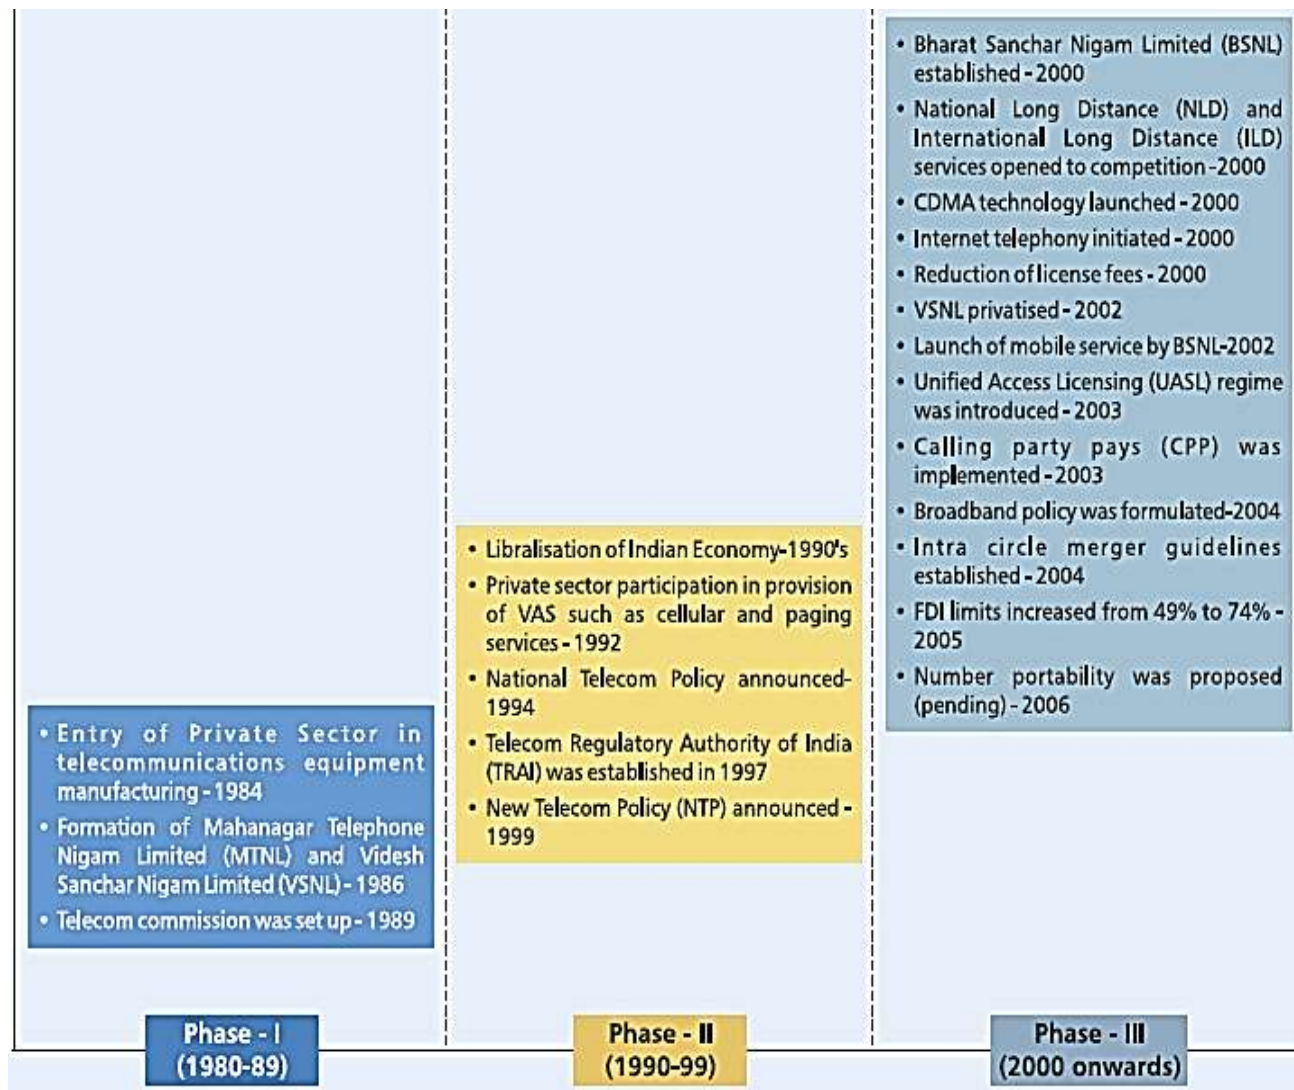 • Entry of Private Sector in
telecommunications equipment
manufacturing - 1984
• Formation of Mahanagar Telephone
Nigam Limited (MTNL) and Videsh
Sanchar Nigam Limited (VSNL) - 1986
• Telecom commission was set up - 1989
Phase - I
(1980-89)
• Libralisation of Indian Economy-1990's
• Private sector participation in provision
of VAS such as cellular and paging
services - 1992
• National Telecom Policy announced-
1994
• Telecom Regulatory Authority of India
(TRAI) was established in 1997
• New Telecom Policy (NTP) announced -
1999
Phase - II
(1990-99)
• Bharat Sanchar Nigam Limited (BSNL)
established - 2000
• National Long Distance (NLD) and
International Long Distance (ILD)
services opened to competition -2000
• CDMA technology launched - 2000
• Internet telephony initiated - 2000
• Reduction of license fees - 2000
• VSNL privatised - 2002
• Launch of mobile service by BSNL-2002
• Unified Access Licensing (UASL) regime
was introduced - 2003
• Calling party pays (CPP) was
implemented - 2003
• Broadband policy was formulated-2004
• Intra circle merger guidelines
established - 2004
• FDI limits increased from 49% to 74% -
2005
• Number portability was proposed
(pending) - 2006
Phase - III
(2000 onwards)